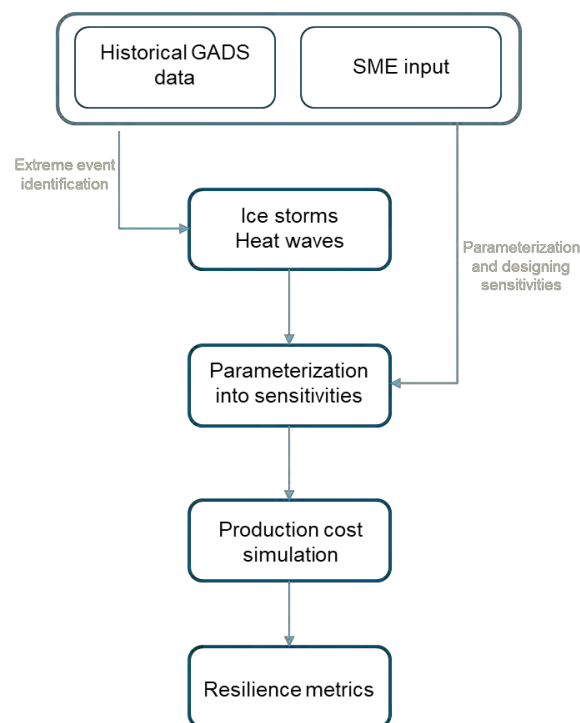 Historical GADS
data
SME input
Extreme event
identification
Ice storms
Heat waves
Parameterization
and designing
sensitivities
Parameterization
into sensitivities
Production cost
simulation
Resilience metrics